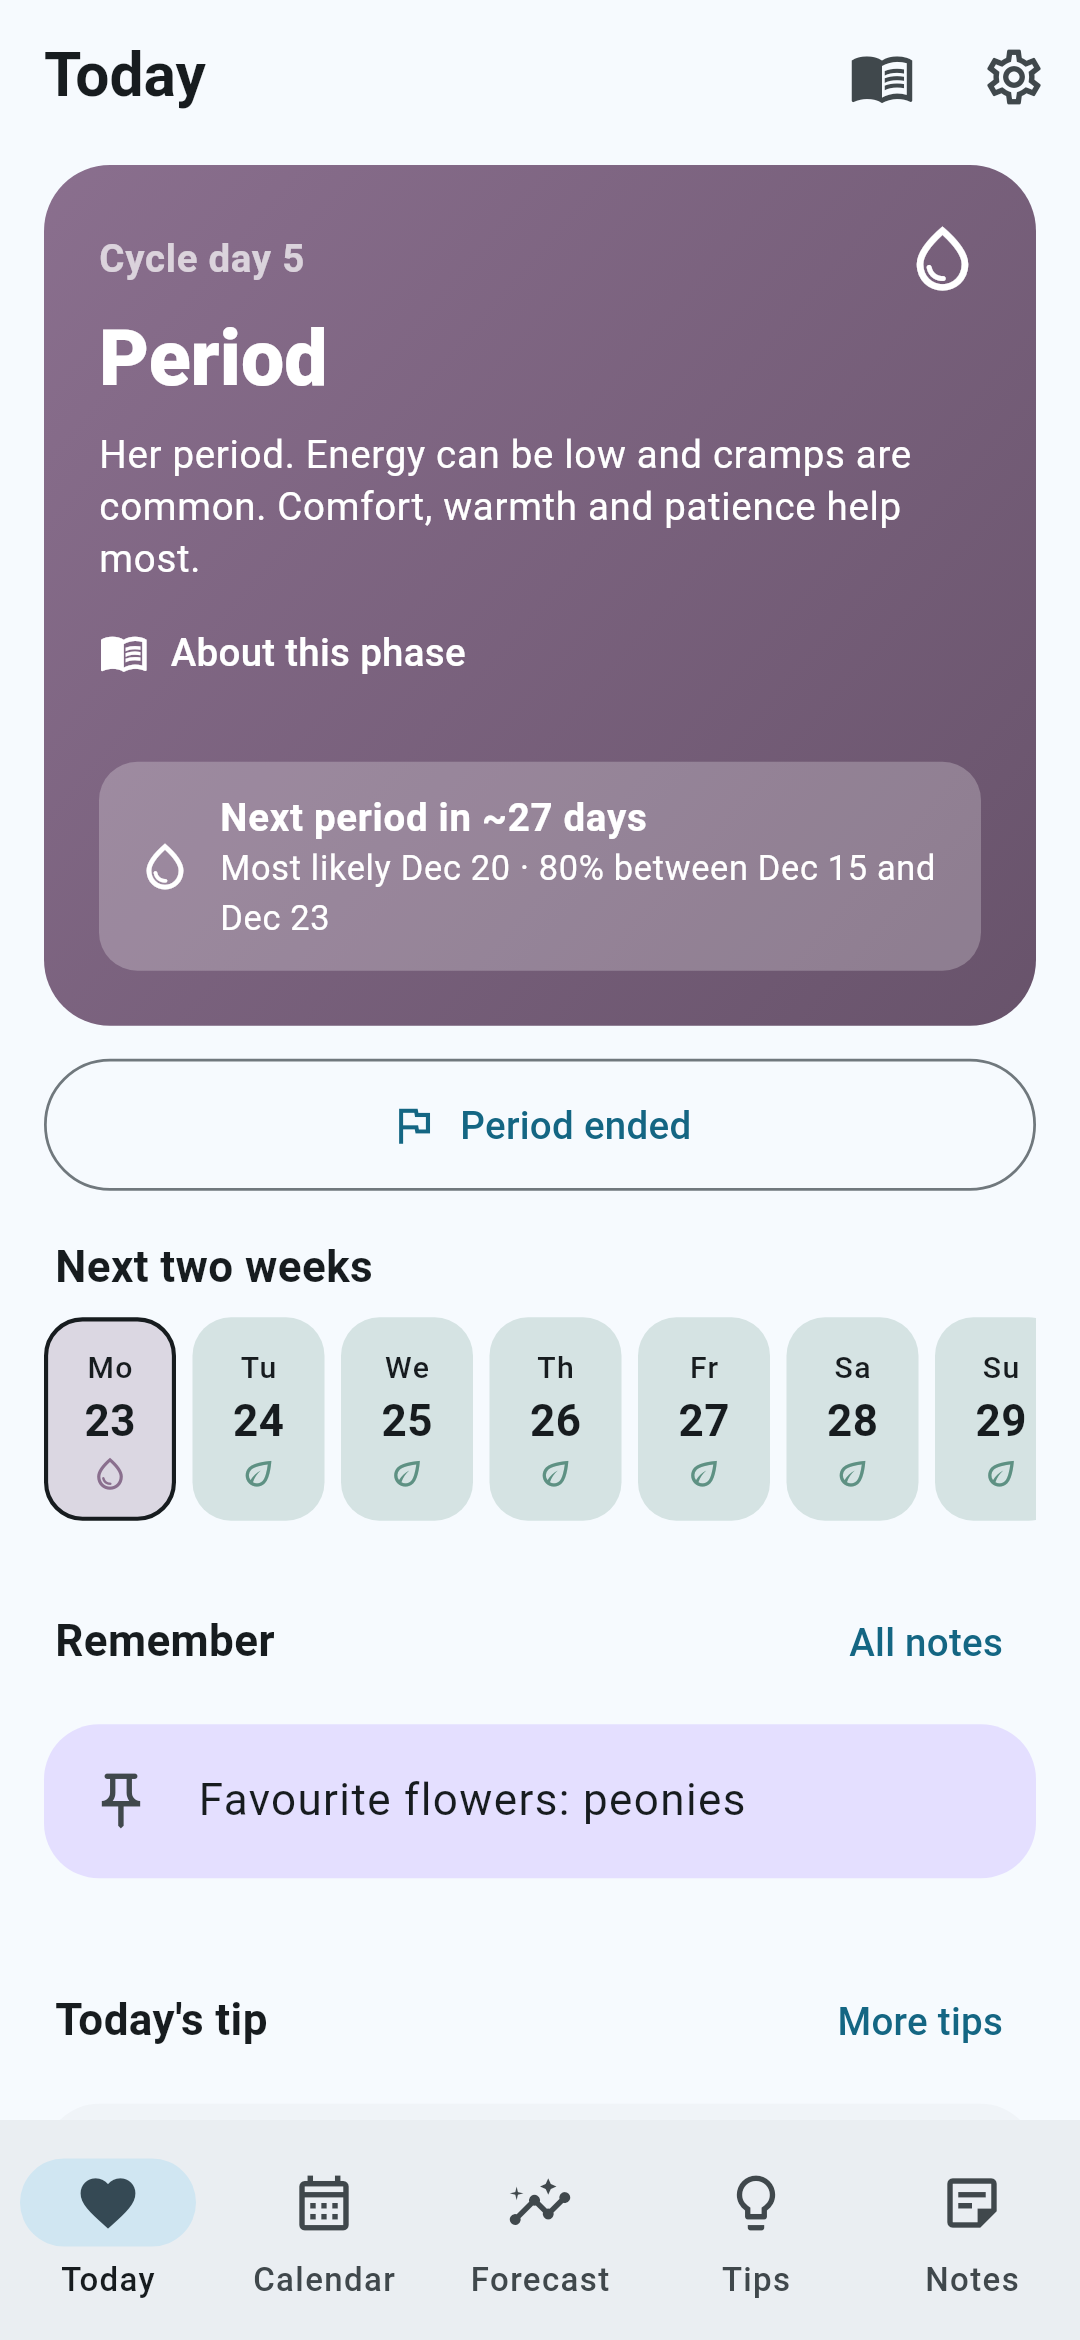 Today
Cycle day 5
Period
Her period. Energy can be low and cramps are
common. Comfort, warmth and patience help
most.
About this phase
Next period in ~27 days
Most likely Dec 20 · 80% between Dec 15 and
Dec 23
Period ended
Next two weeks
Mo Tu We Th Fr Sa Su
23 24 25 26 27 28 29
Remember All notes
Favourite flowers: peonies
Today's tip More tips
Today Calendar Forecast Tips Notes